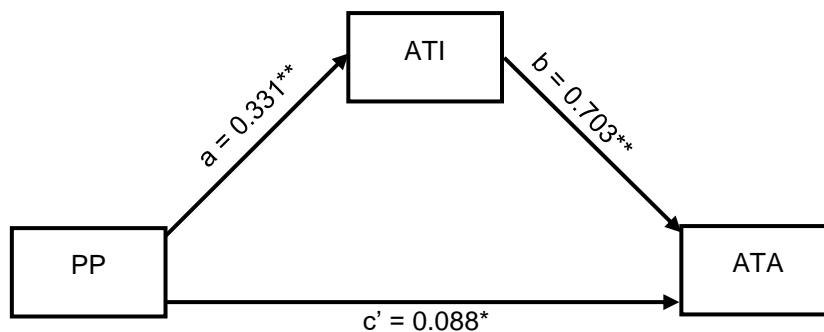 ATI
a = 0.331**
b = 0.703**
PP
ATA
c’ = 0.088*